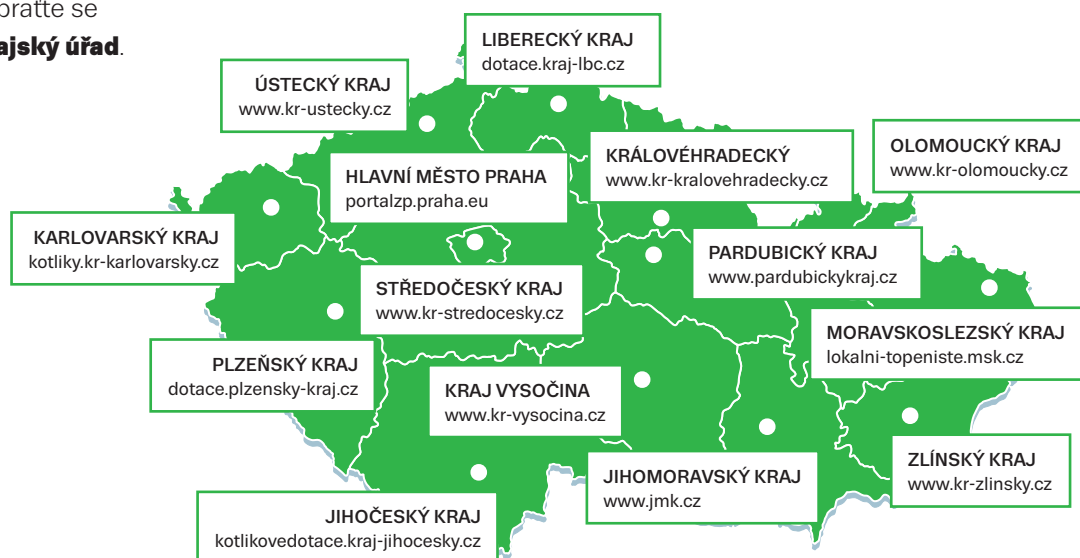 braťte se
ajský úřad.
LIBERECKÝ KRAJ
dotace.kraj-lbc.cz
ÚSTECKÝ KRAJ
www.kr-ustecky.cz
OLOMOUCKÝ KRAJ
www.kr-olomoucky.cz
KRÁLOVÉHRADECKÝ
www.kr-kralovehradecky.cz
HLAVNÍ MĚSTO PRAHA
portalzp.praha.eu
KARLOVARSKÝ KRAJ
kotliky.kr-karlovarsky.cz
PARDUBICKÝ KRAJ
www.pardubickykraj.cz
STŘEDOČESKÝ KRAJ
www.kr-stredocesky.cz
MORAVSKOSLEZSKÝ KRAJ
lokalni-topeniste.msk.cz
PLZEŇSKÝ KRAJ
dotace.plzensky-kraj.cz
KRAJ VYSOČINA
www.kr-vysocina.cz
ZLÍNSKÝ KRAJ
www.kr-zlinsky.cz
JIHOMORAVSKÝ KRAJ
www.jmk.cz
JIHOČESKÝ KRAJ
kotlikovedotace.kraj-jihocesky.cz